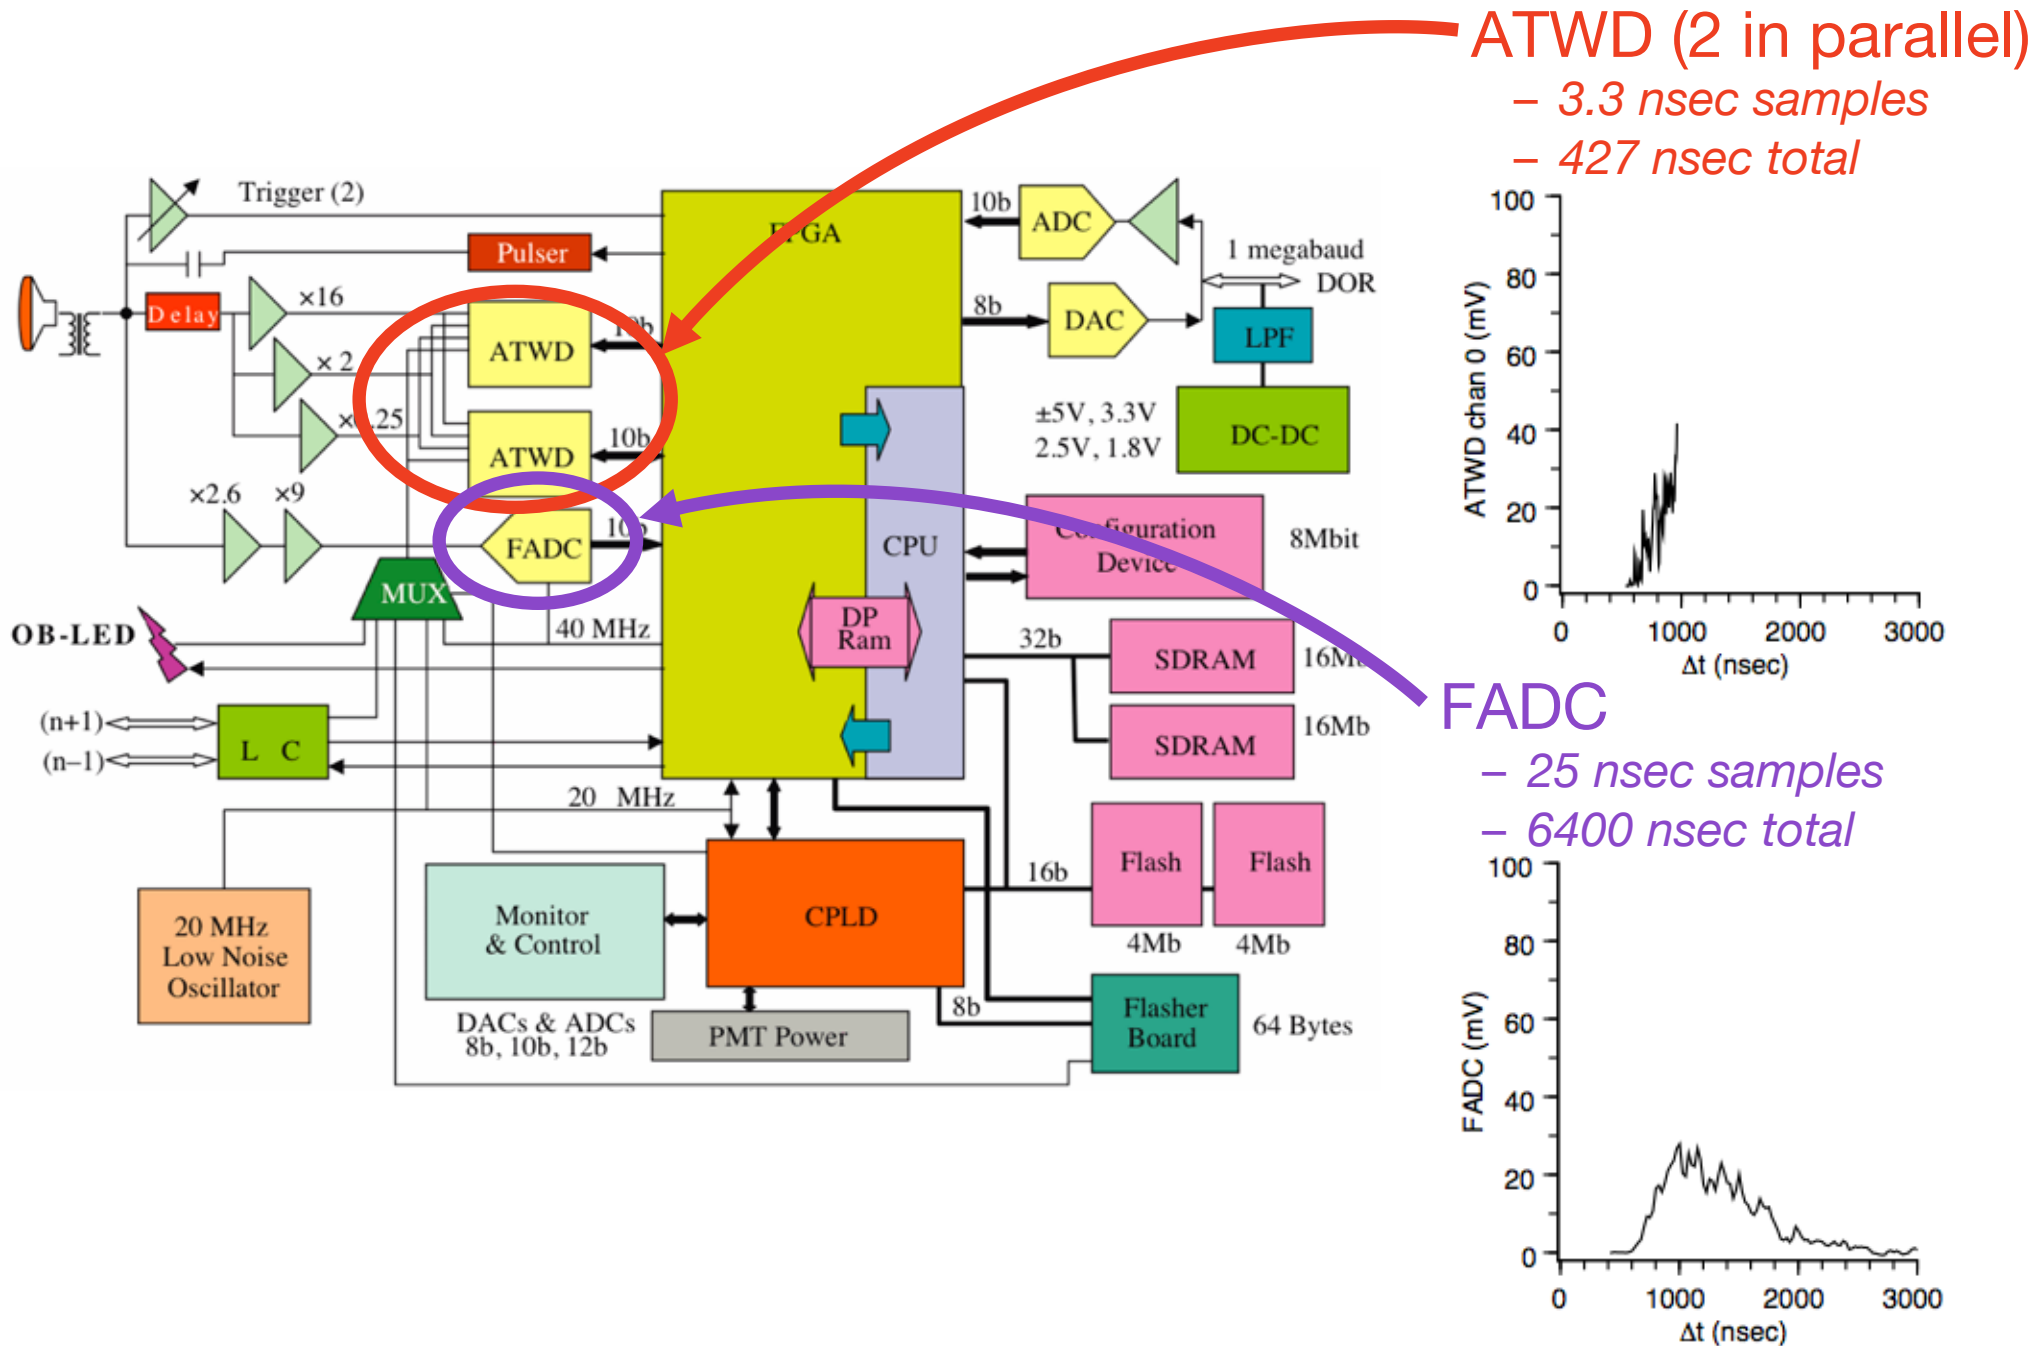 ATWD (2 in parallel)
– 3.3 nsec samples
– 427 nsec total
Trigger (2)
Pulser
Delay
×16
× 2
×0.25
×2.6
×9
ATWD
10b
ATWD
10b
FADC
10b
MUX
OB-LED
40 MHz
(n+1)
(n–1)
L C
20 MHz
20 MHz
Low Noise
Oscillator
FPGA
CPU
DP
Ram
10b
ADC
8b
DAC
1 megabaud
DOR
LPF
±5V, 3.3V
2.5V, 1.8V
DC-DC
Configuration
Device
8Mbit
32b
SDRAM
16Mb
SDRAM
16Mb
16b
Flash
Flash
4Mb
4Mb
Monitor
& Control
DACs & ADCs
8b, 10b, 12b
CPLD
PMT Power
8b
Flasher
Board
64 Bytes
ATWD chan 0 (mV)
100
80
60
40
20
0
0
1000
2000
3000
Δt (nsec)
FADC
– 25 nsec samples
– 6400 nsec total
FADC (mV)
100
80
60
40
20
0
0
1000
2000
3000
Δt (nsec)